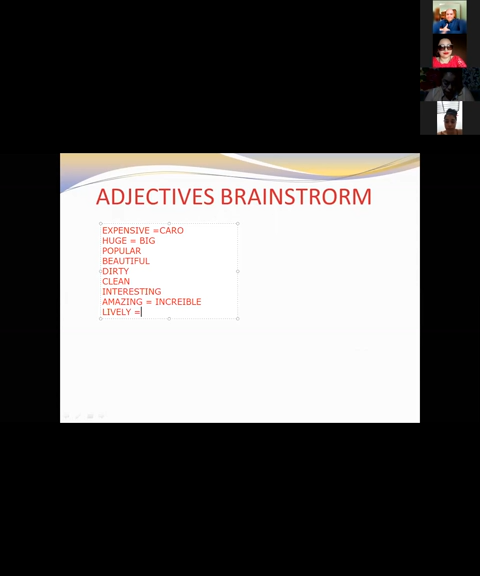 ADJECTIVES BRAINSTRORM
EXPENSIVE =CARO
HUGE = BIG
POPULAR
BEAUTIFUL
DIRTY
CLEAN
INTERESTING
AMAZING = INCREIBLE
LIVELY =